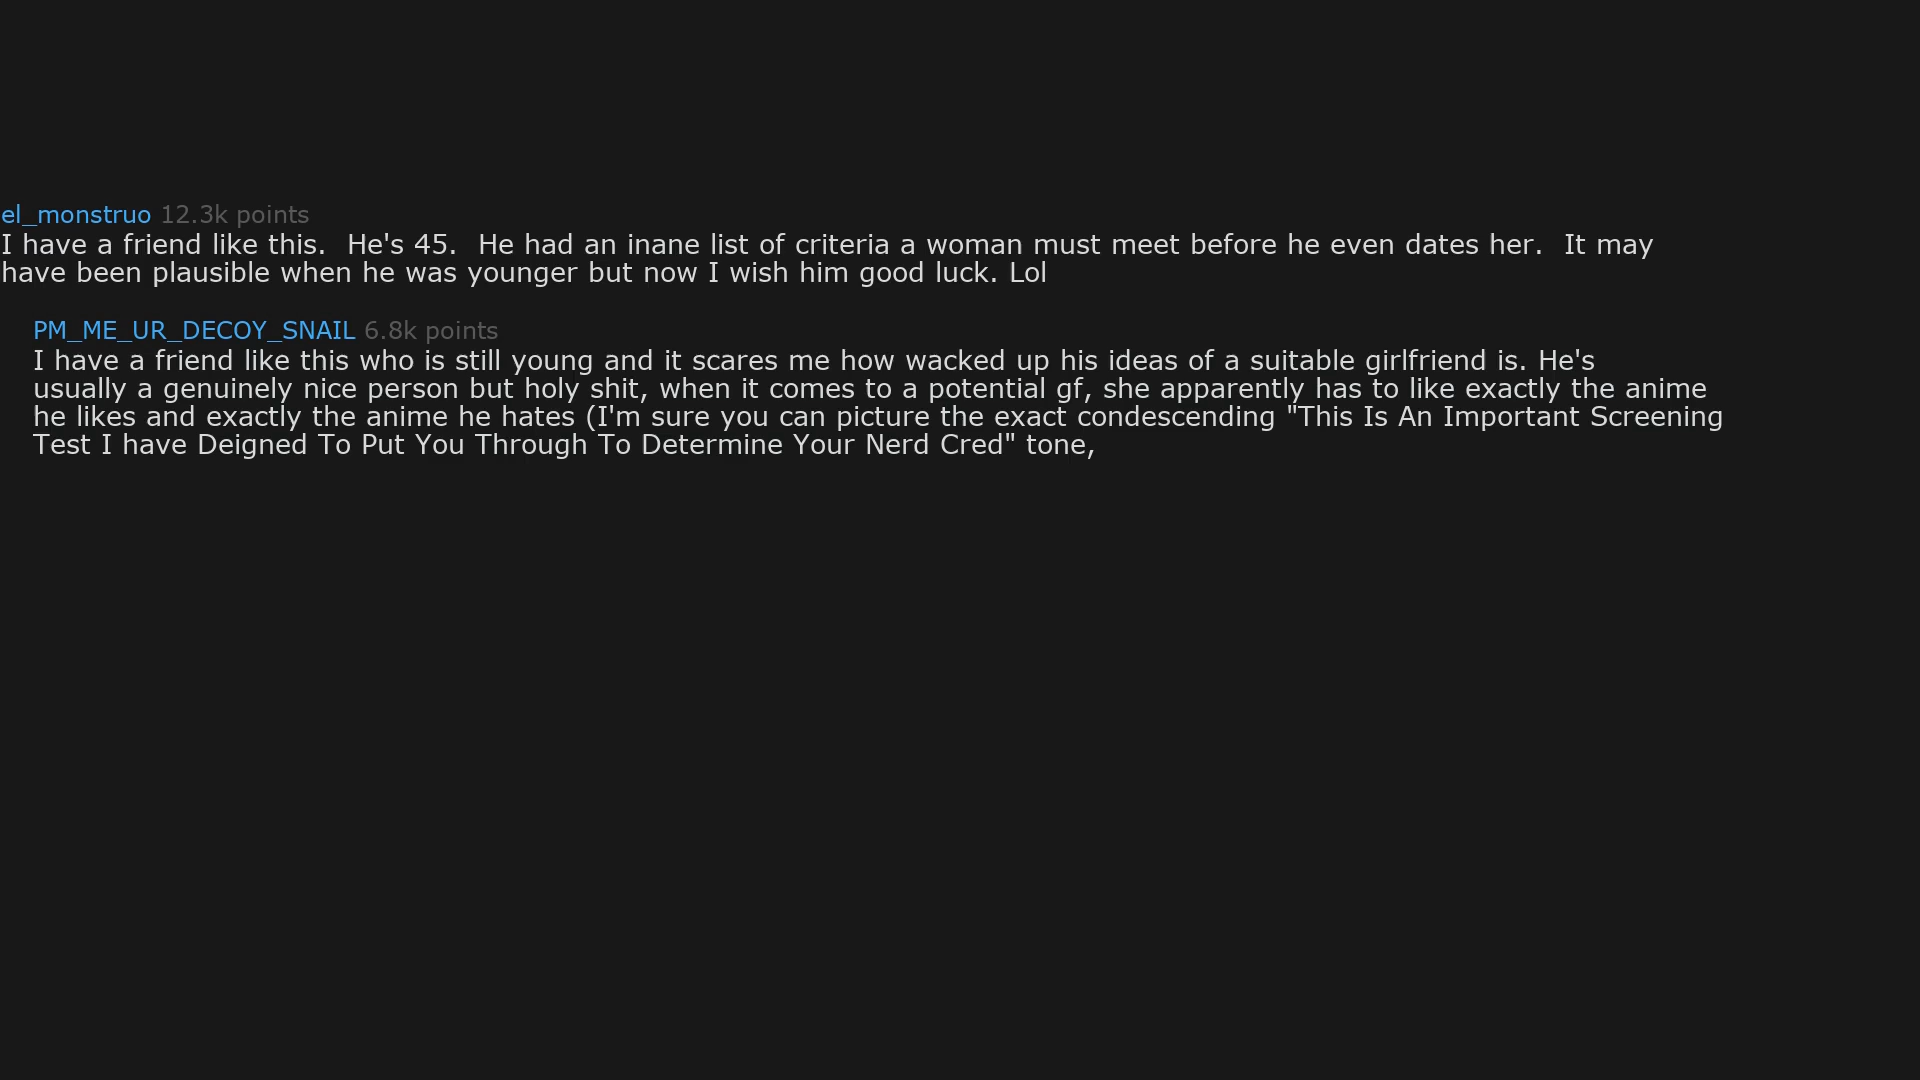 el_monstruo 12.3k points
I have a friend like this.  He's 45.  He had an inane list of criteria a woman must meet before he even dates her.  It may
have been plausible when he was younger but now I wish him good luck. Lol
PM_ME_UR_DECOY_SNAIL 6.8k points
I have a friend like this who is still young and it scares me how wacked up his ideas of a suitable girlfriend is. He's
usually a genuinely nice person but holy shit, when it comes to a potential gf, she apparently has to like exactly the anime
he likes and exactly the anime he hates (I'm sure you can picture the exact condescending "This Is An Important Screening
Test I have Deigned To Put You Through To Determine Your Nerd Cred" tone,